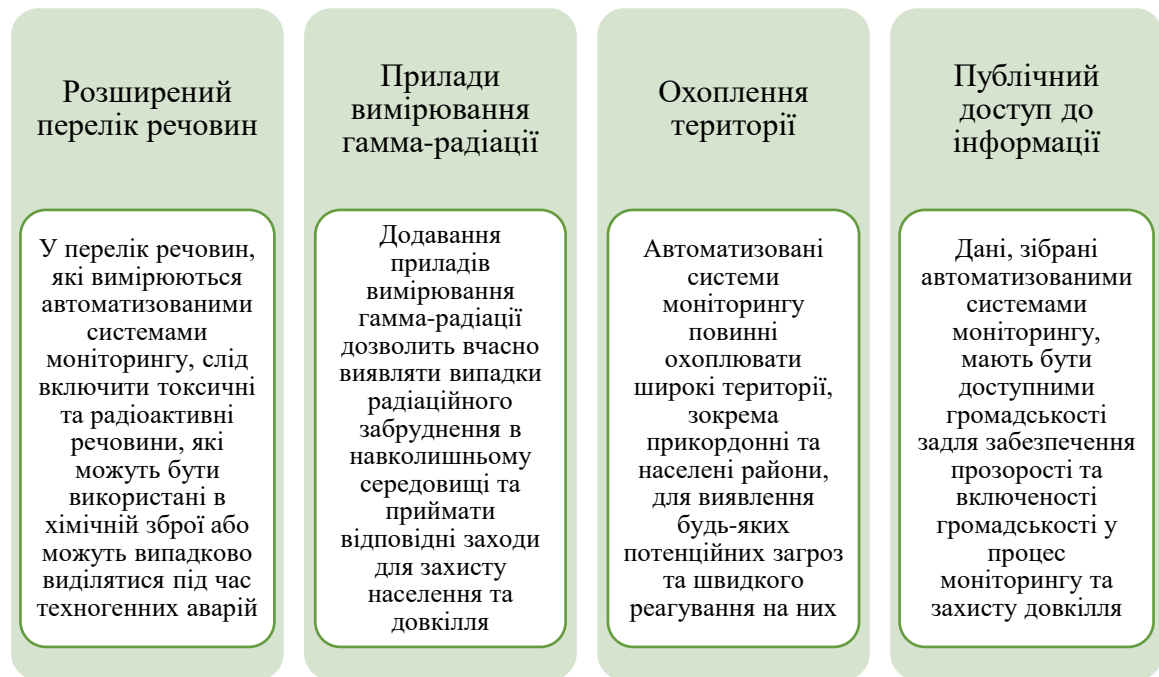 Розширений
перелік речовин
У перелік речовин,
які вимірюються
автоматизованими
системами
моніторингу, слід
включити токсичні
та радіоактивні
речовини, які
можуть бути
використані в
хімічній зброї або
можуть випадково
виділятися під час
техногенних аварій
Прилади
вимірювання
гамма-радіації
Додавання
приладів
вимірювання
гамма-радіації
дозволить вчасно
виявляти випадки
радіаційного
забруднення в
навколишньому
середовищі та
приймати
відповідні заходи
для захисту
населення та
довкілля
Охоплення
території
Автоматизовані
системи
моніторингу
повинні
охоплювати
широкі території,
зокрема
прикордонні та
населені райони,
для виявлення
будь-яких
потенційних загроз
та швидкого
реагування на них
Публічний
доступ до
інформації
Дані, зібрані
автоматизованими
системами
моніторингу,
мають бути
доступними
громадськості
задля забезпечення
прозорості та
включеності
громадськості у
процес
моніторингу та
захисту довкілля